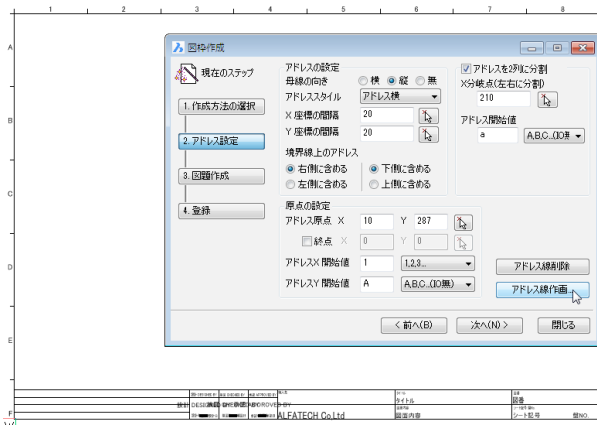 1 2 3 4 5 6 7 8
A
B
C
D
E
F
図枠作成
現在のステップ
1. 作成方法の選択
2. アドレス設定
3. 図題作成
4. 登録
アドレスの設定
母線の向き 横 縦 無
アドレススタイル アドレス横
X 座標の間隔 20
Y 座標の間隔 20
境界線上のアドレス
右側に含める 下側に含める
左側に含める 上側に含める
原点の設定
アドレス原点 X 10 Y 287
終点 X 0 Y 0
アドレスX 開始値 1 1,2,3...
アドレスY 開始値 A A,B,C..(IO無)
アドレスを2列に分割
X分岐点(左右に分割)
210
アドレス開始値
a A,B,C..(IO無
アドレス線削除
アドレス線作画...
< 前へ(B) 次へ(N) > 閉じる
ALFATECH Co.Ltd
タイトル
図面内容
図番
シート記号
盤NO.